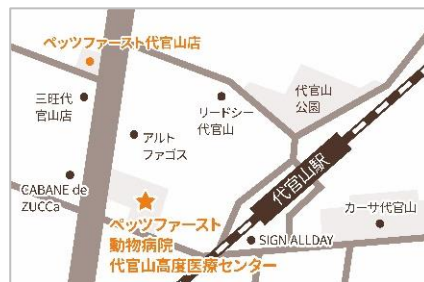 ペッツファースト代官山店
三旺代
官山店
リードシー
代官山
代官山
公園
アルト
ファゴス
代官山駅
CABANE de
ZUCCa
ペッツファースト
動物病院
代官山高度医療センター
カーサ代官山
SIGN ALLDAY